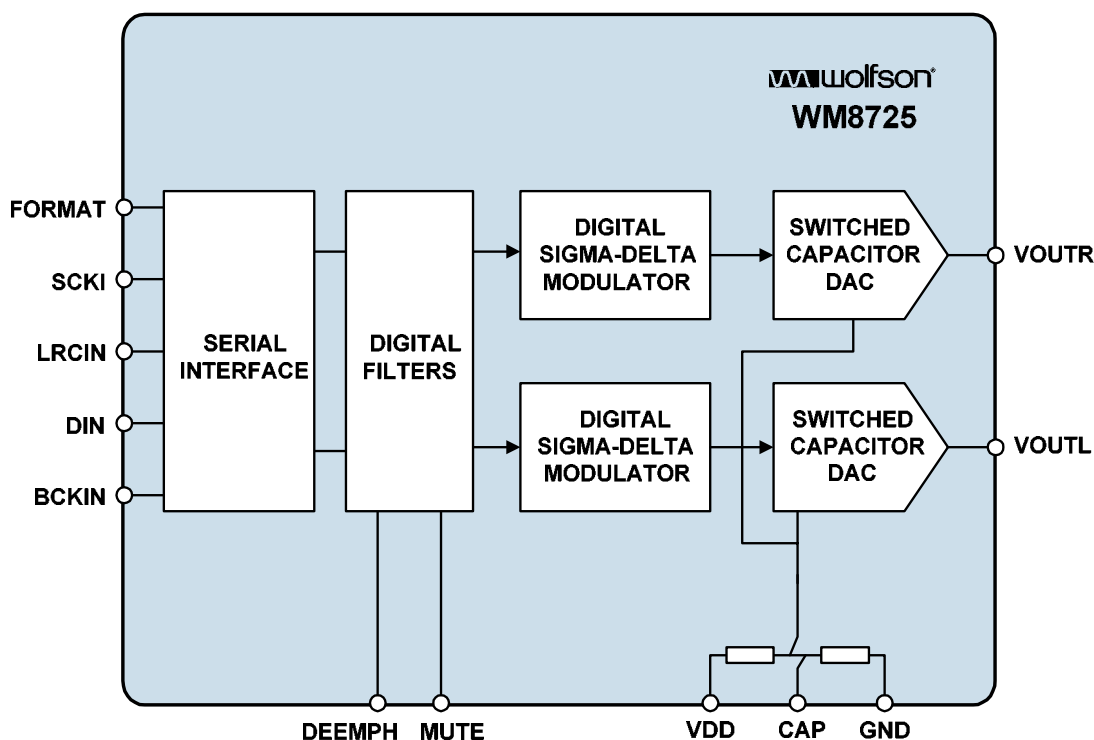 wolfson®
WM8725
FORMAT
SCKI
LRCIN
DIN
BCKIN
SERIAL
INTERFACE
DIGITAL
FILTERS
DIGITAL
SIGMA-DELTA
MODULATOR
SWITCHED
CAPACITOR
DAC
VOUTR
DIGITAL
SIGMA-DELTA
MODULATOR
SWITCHED
CAPACITOR
DAC
VOUTL
DEEMPH
MUTE
VDD
CAP
GND